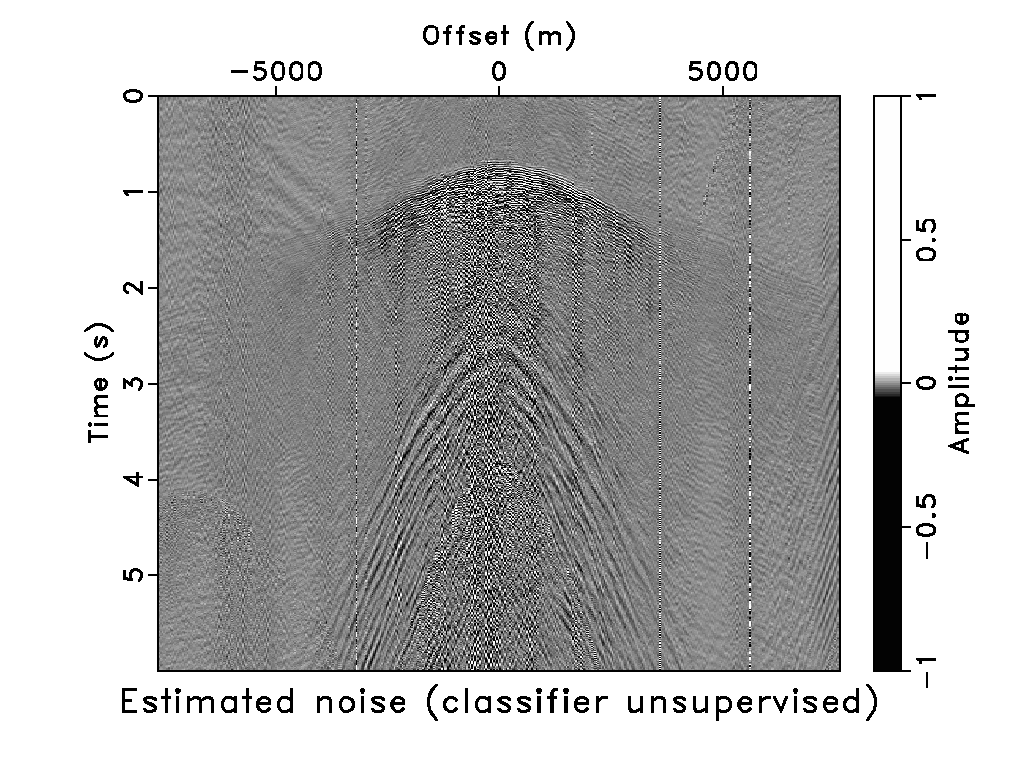 Offset (m)
−5000 0 5000
0
1
2
3
4
5
Time (s)
1
0.5
0
−0.5
−1
Amplitude
Estimated noise (classifier unsupervised)